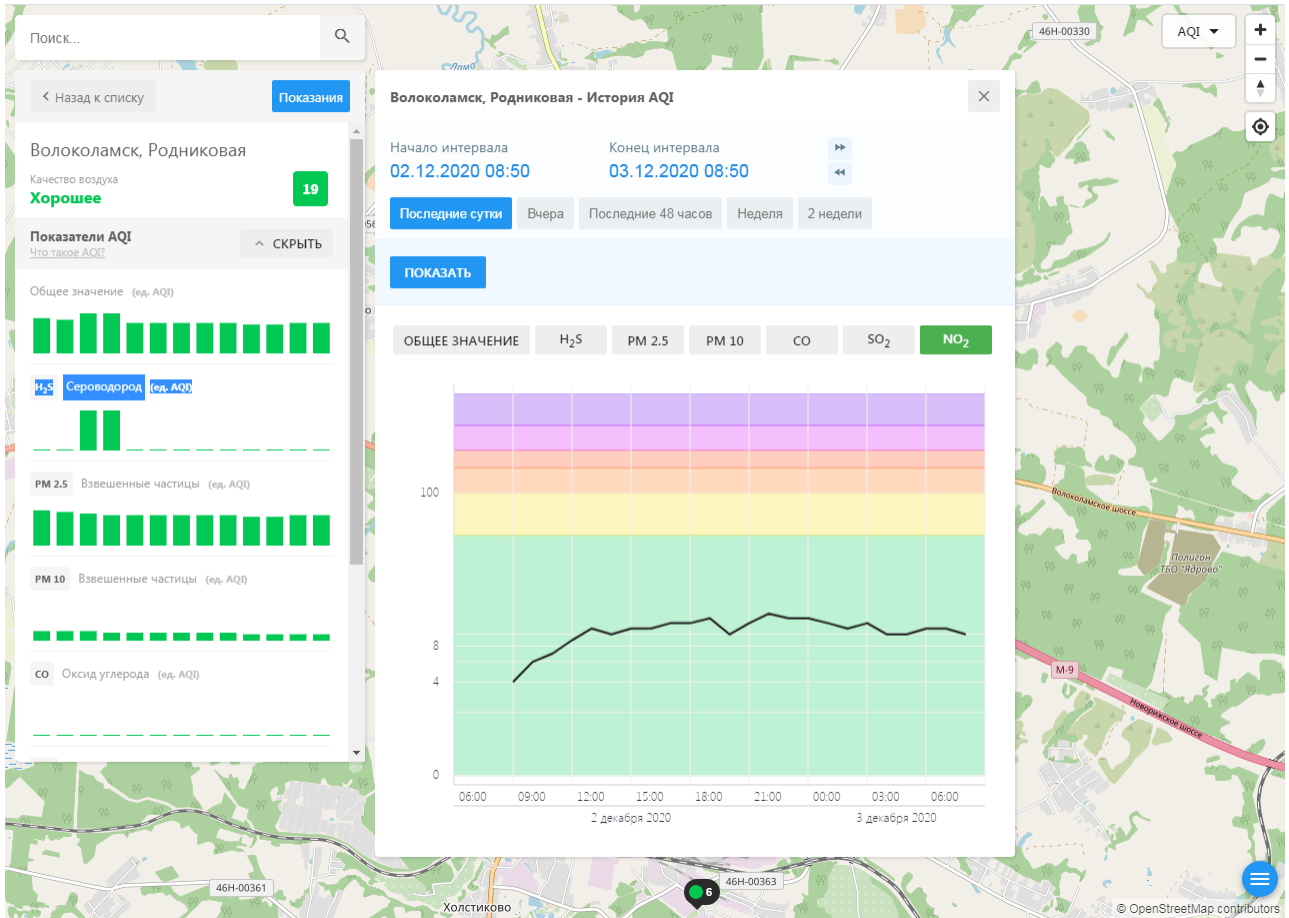 Поиск...
46Н-00330
AQI
Назад к списку
Показания
Волоколамск, Родниковая
Качество воздуха
Хорошее
19
Показатели AQI
Что такое AQI?
СКРЫТЬ
Общее значение (ед. AQI)
H2S Сероводород (ед. AQI)
PM 2.5 Взвешенные частицы (ед. AQI)
PM 10 Взвешенные частицы (ед. AQI)
CO Оксид углерода (ед. AQI)
Волоколамск, Родниковая - История AQI
Начало интервала
Конец интервала
02.12.2020 08:50
03.12.2020 08:50
Последние сутки
Вчера
Последние 48 часов
Неделя
2 недели
ПОКАЗАТЬ
ОБЩЕЕ ЗНАЧЕНИЕ
H2S
PM 2.5
PM 10
CO
SO2
NO2
100
8
4
0
06:00 09:00 12:00 15:00 18:00 21:00 00:00 03:00 06:00
2 декабря 2020
3 декабря 2020
Лама
Волоколамское шоссе
Полигон
ТБО "Ядрово"
М-9
Новорижское шоссе
46Н-00361
6
46Н-00363
Холстиково
© OpenStreetMap contributors